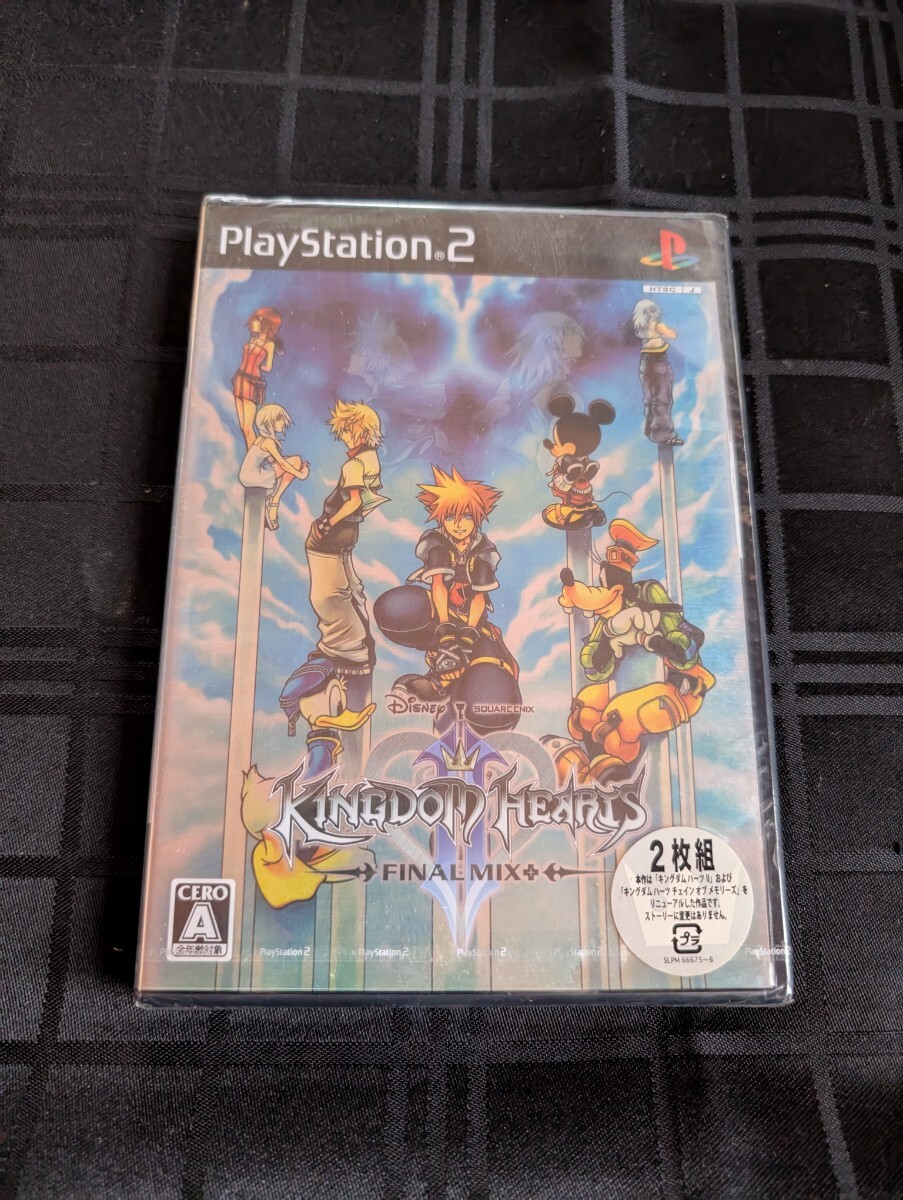 PlayStation®2
NTSC J
Disney SQUARE ENIX
KINGDOM HEARTS
II
FINAL MIX+
2枚組
本作は「キングダム ハーツII」および
「キングダム ハーツ チェイン オブ メモリーズ」を
リニューアルした作品です。
ストーリーに変更はありません。
プラ
SLPM 66675~6
CERO
A
全年齢対象
PlayStation 2 PlayStation 2 PlayStation 2